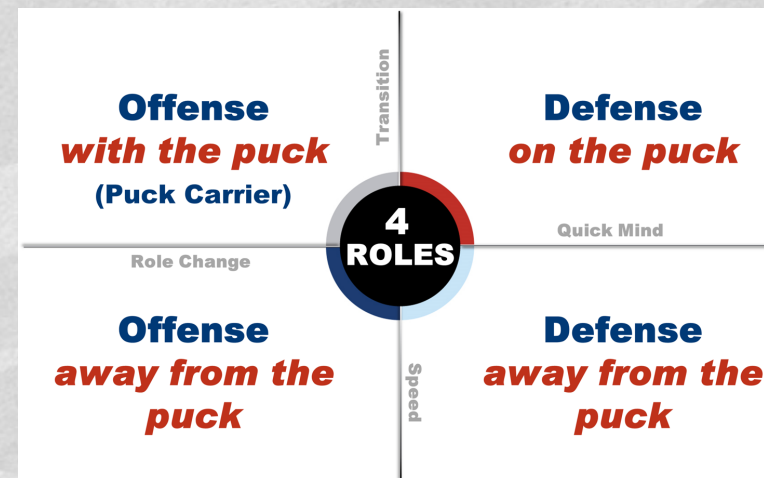 Offense
with the puck
(Puck Carrier)
Transition
Defense
on the puck
4
ROLES
Quick Mind
Role Change
Offense
away from the
puck
Speed
Defense
away from the
puck